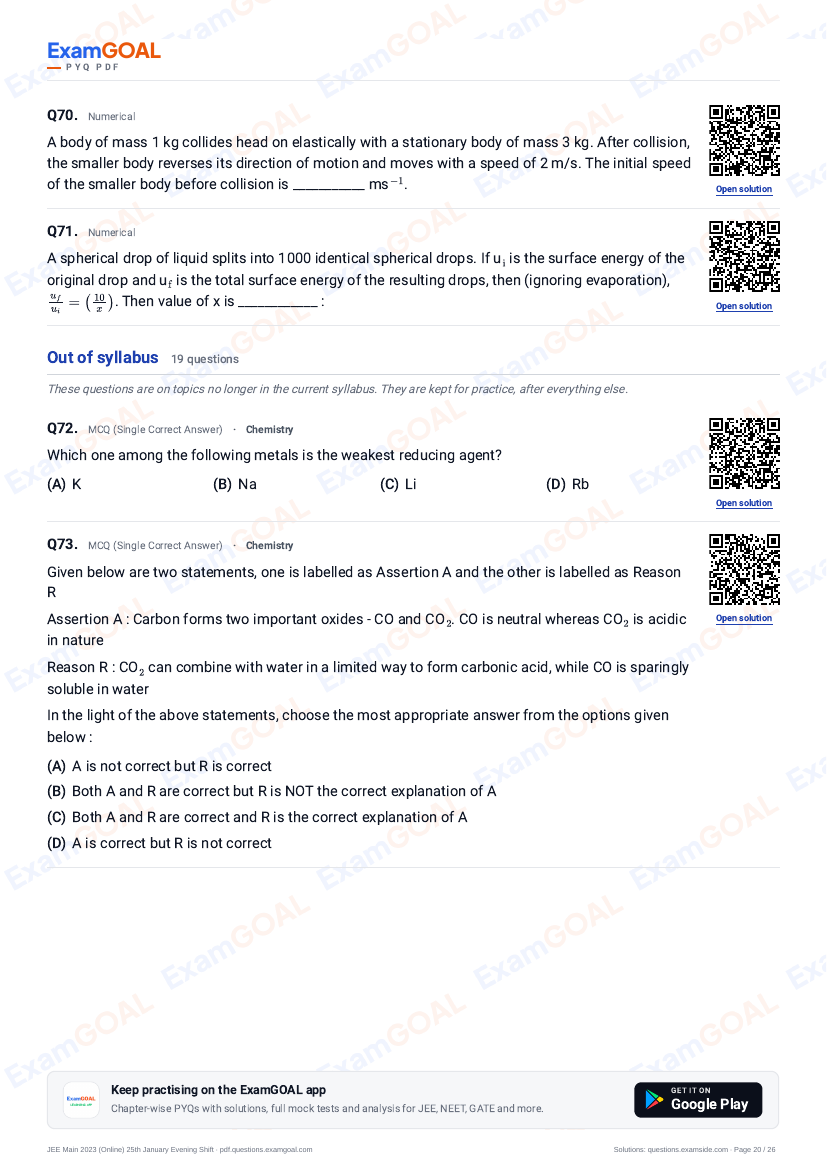 ExamGOAL
PYQ PDF
Q70. Numerical
A body of mass 1 kg collides head on elastically with a stationary body of mass 3 kg. After collision,
the smaller body reverses its direction of motion and moves with a speed of 2 m/s. The initial speed
of the smaller body before collision is ___________ ms⁻¹.
Open solution
Q71. Numerical
A spherical drop of liquid splits into 1000 identical spherical drops. If uᵢ is the surface energy of the
original drop and u_f is the total surface energy of the resulting drops, then (ignoring evaporation),
u_f/u_i = (10/x). Then value of x is ____________ :
Open solution
Out of syllabus 19 questions
These questions are on topics no longer in the current syllabus. They are kept for practice, after everything else.
Q72. MCQ (Single Correct Answer) · Chemistry
Which one among the following metals is the weakest reducing agent?
(A) K (B) Na (C) Li (D) Rb
Open solution
Q73. MCQ (Single Correct Answer) · Chemistry
Given below are two statements, one is labelled as Assertion A and the other is labelled as Reason
R
Assertion A : Carbon forms two important oxides - CO and CO₂. CO is neutral whereas CO₂ is acidic
in nature
Reason R : CO₂ can combine with water in a limited way to form carbonic acid, while CO is sparingly
soluble in water
In the light of the above statements, choose the most appropriate answer from the options given
below :
(A) A is not correct but R is correct
(B) Both A and R are correct but R is NOT the correct explanation of A
(C) Both A and R are correct and R is the correct explanation of A
(D) A is correct but R is not correct
Open solution
ExamGOAL
Keep practising on the ExamGOAL app
Chapter-wise PYQs with solutions, full mock tests and analysis for JEE, NEET, GATE and more.
GET IT ON
Google Play
JEE Main 2023 (Online) 25th January Evening Shift · pdf.questions.examgoal.com
Solutions: questions.examside.com · Page 20 / 26